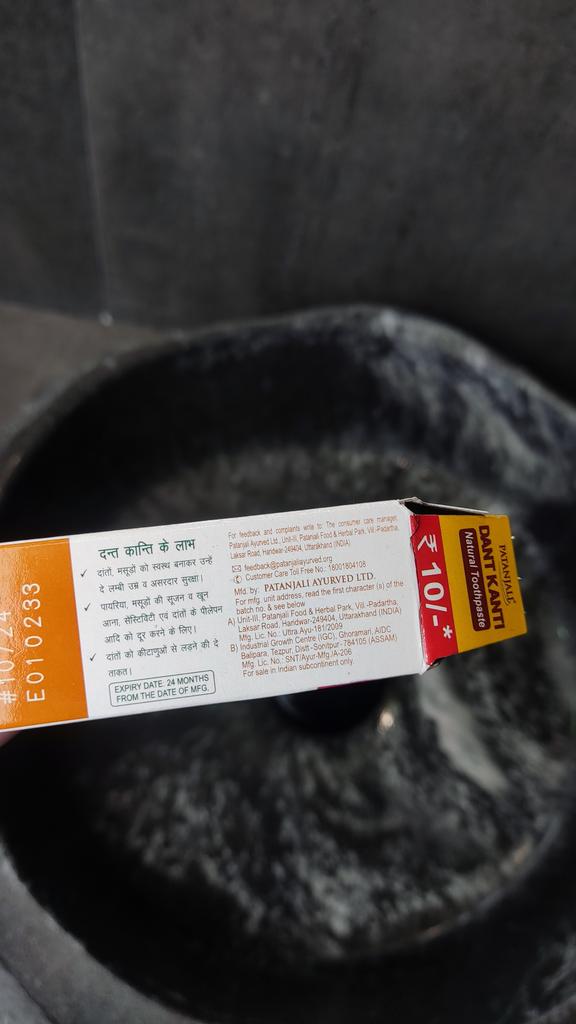 #10/24
E010233
दन्त कान्ति के लाभ
✓ दांतो, मसूडों को स्वस्थ बनाकर उन्हें
दे लम्बी उम्र व असरदार सुरक्षा।
✓ पायरिया, मसूडों की सूजन व खून
आना, सेंस्टिविटी एवं दांतों के पीलेपन
आदि को दूर करने के लिए।
✓ दांतों को कीटाणुओं से लडने की दे
ताकत।
EXPIRY DATE: 24 MONTHS
FROM THE DATE OF MFG.
For feedback and complaints write to: The consumer care manager,
Patanjali Ayurved Ltd., Unit-III, Patanjali Food & Herbal Park, Vill.-Padartha,
Laksar Road, Haridwar-249404, Uttarakhand (INDIA)
feedback@patanjaliayurved.org
Customer Care Toll Free No.: 18001804108
Mfd. by: PATANJALI AYURVED LTD.
For mfg. unit address, read the first character (s) of the
batch no. & see below
A) Unit-III, Patanjali Food & Herbal Park, Vill.-Padartha,
Laksar Road, Haridwar-249404, Uttarakhand (INDIA)
Mfg. Lic. No.: Uttra.Ayu-181/2009
B) Industrial Growth Centre (IGC), Ghoramari, AIDC
Balipara, Tezpur, Distt-Sonitpur-784105 (ASSAM)
Mfg. Lic. No.: SNT/Ayur-Mfg./A-206
For sale in Indian subcontinent only.
₹ 10/-*
PATANJALI
DANT KANTI
Natural Toothpaste